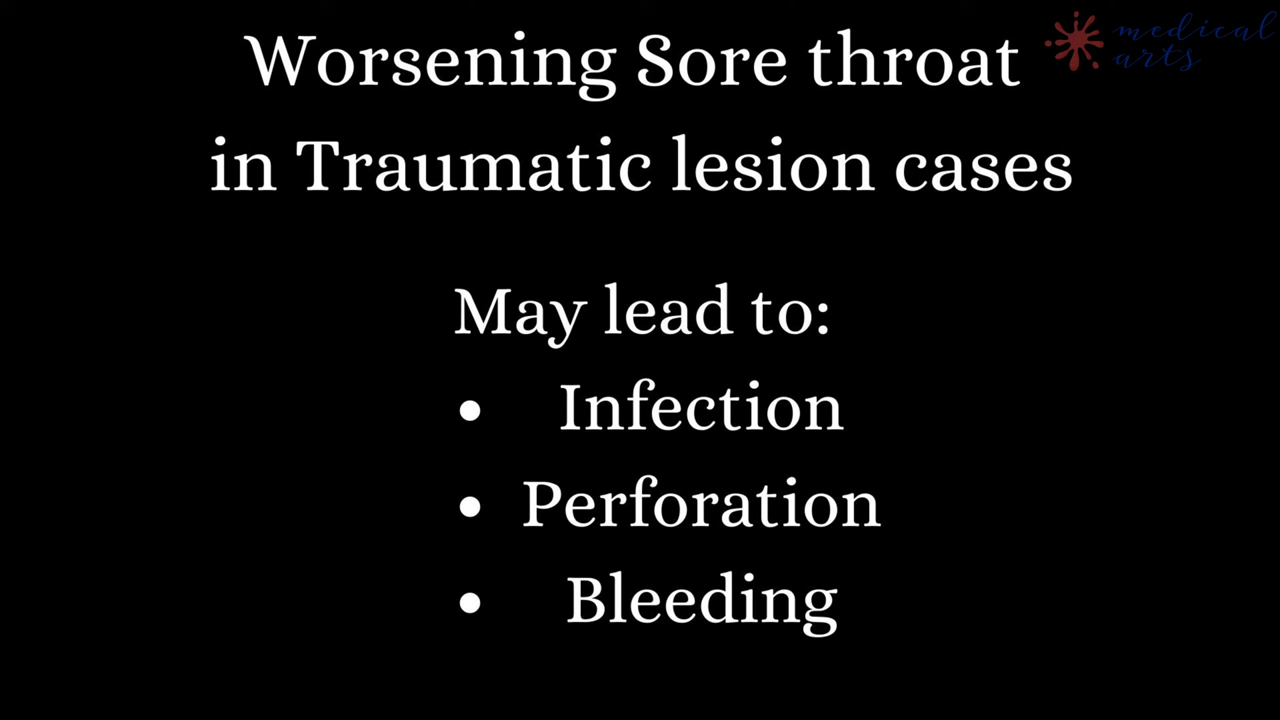 Worsening Sore throat
in Traumatic lesion cases
medical
arts
May lead to:
• Infection
• Perforation
• Bleeding